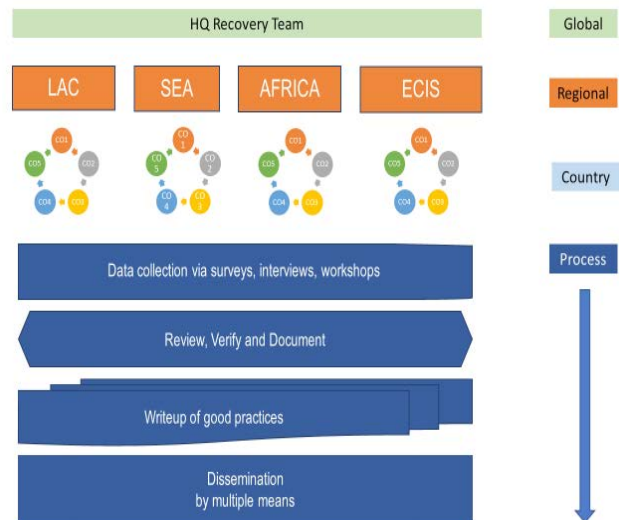 HQ Recovery Team
Global
LAC
SEA
AFRICA
ECIS
Regional
CO1
CO2
CO3
CO4
CO5
CO
1
CO
2
CO
3
CO
4
CO
5
CO1
CO2
CO3
CO4
CO5
CO1
CO2
CO3
CO4
CO5
Country
Data collection via surveys, interviews, workshops
Process
Review, Verify and Document
Writeup of good practices
Dissemination
by multiple means